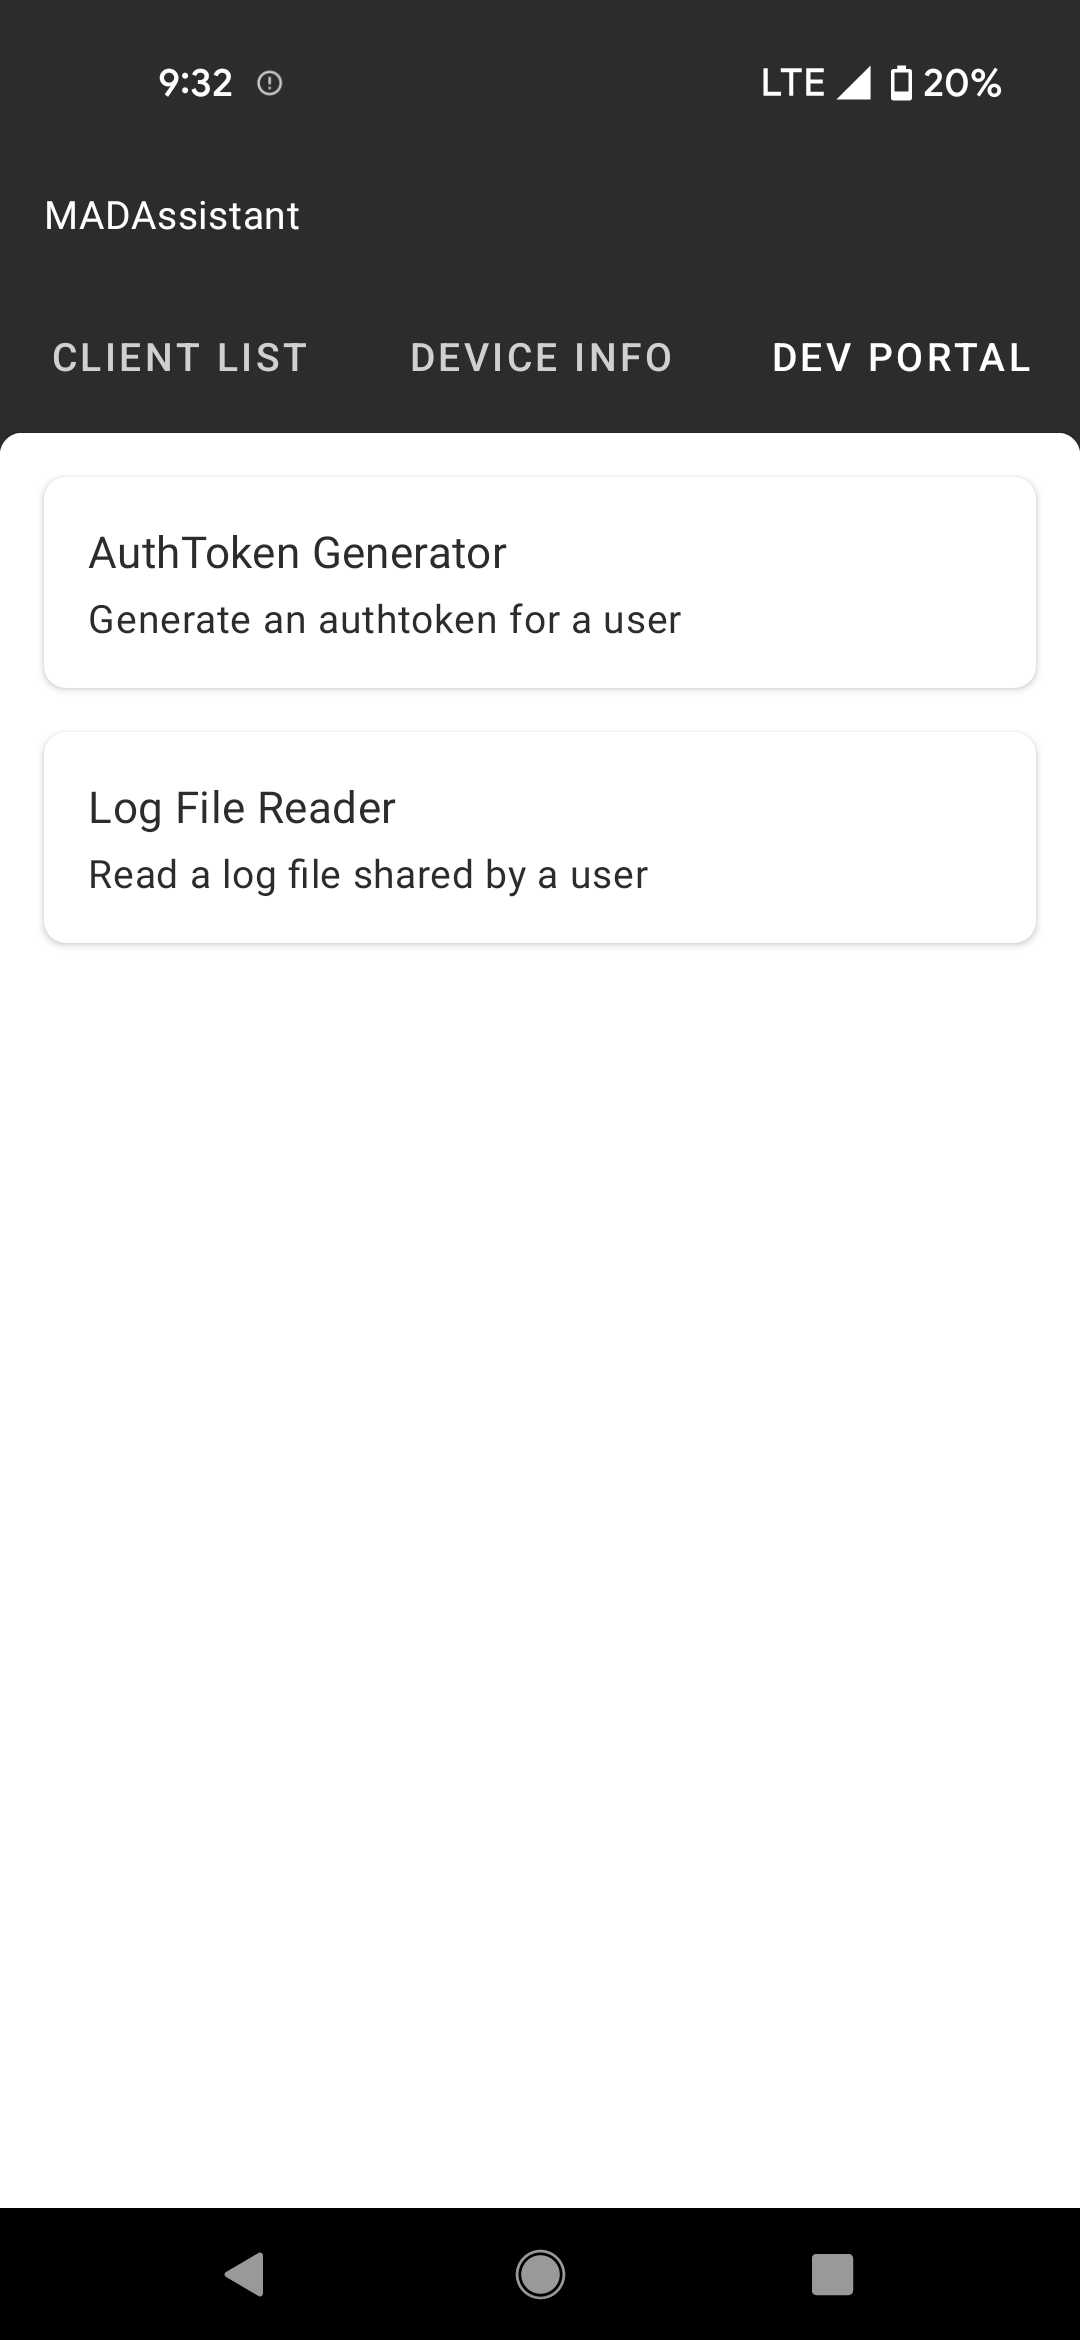 9:32 LTE 20%
MADAssistant
CLIENT LIST DEVICE INFO DEV PORTAL
AuthToken Generator
Generate an authtoken for a user
Log File Reader
Read a log file shared by a user